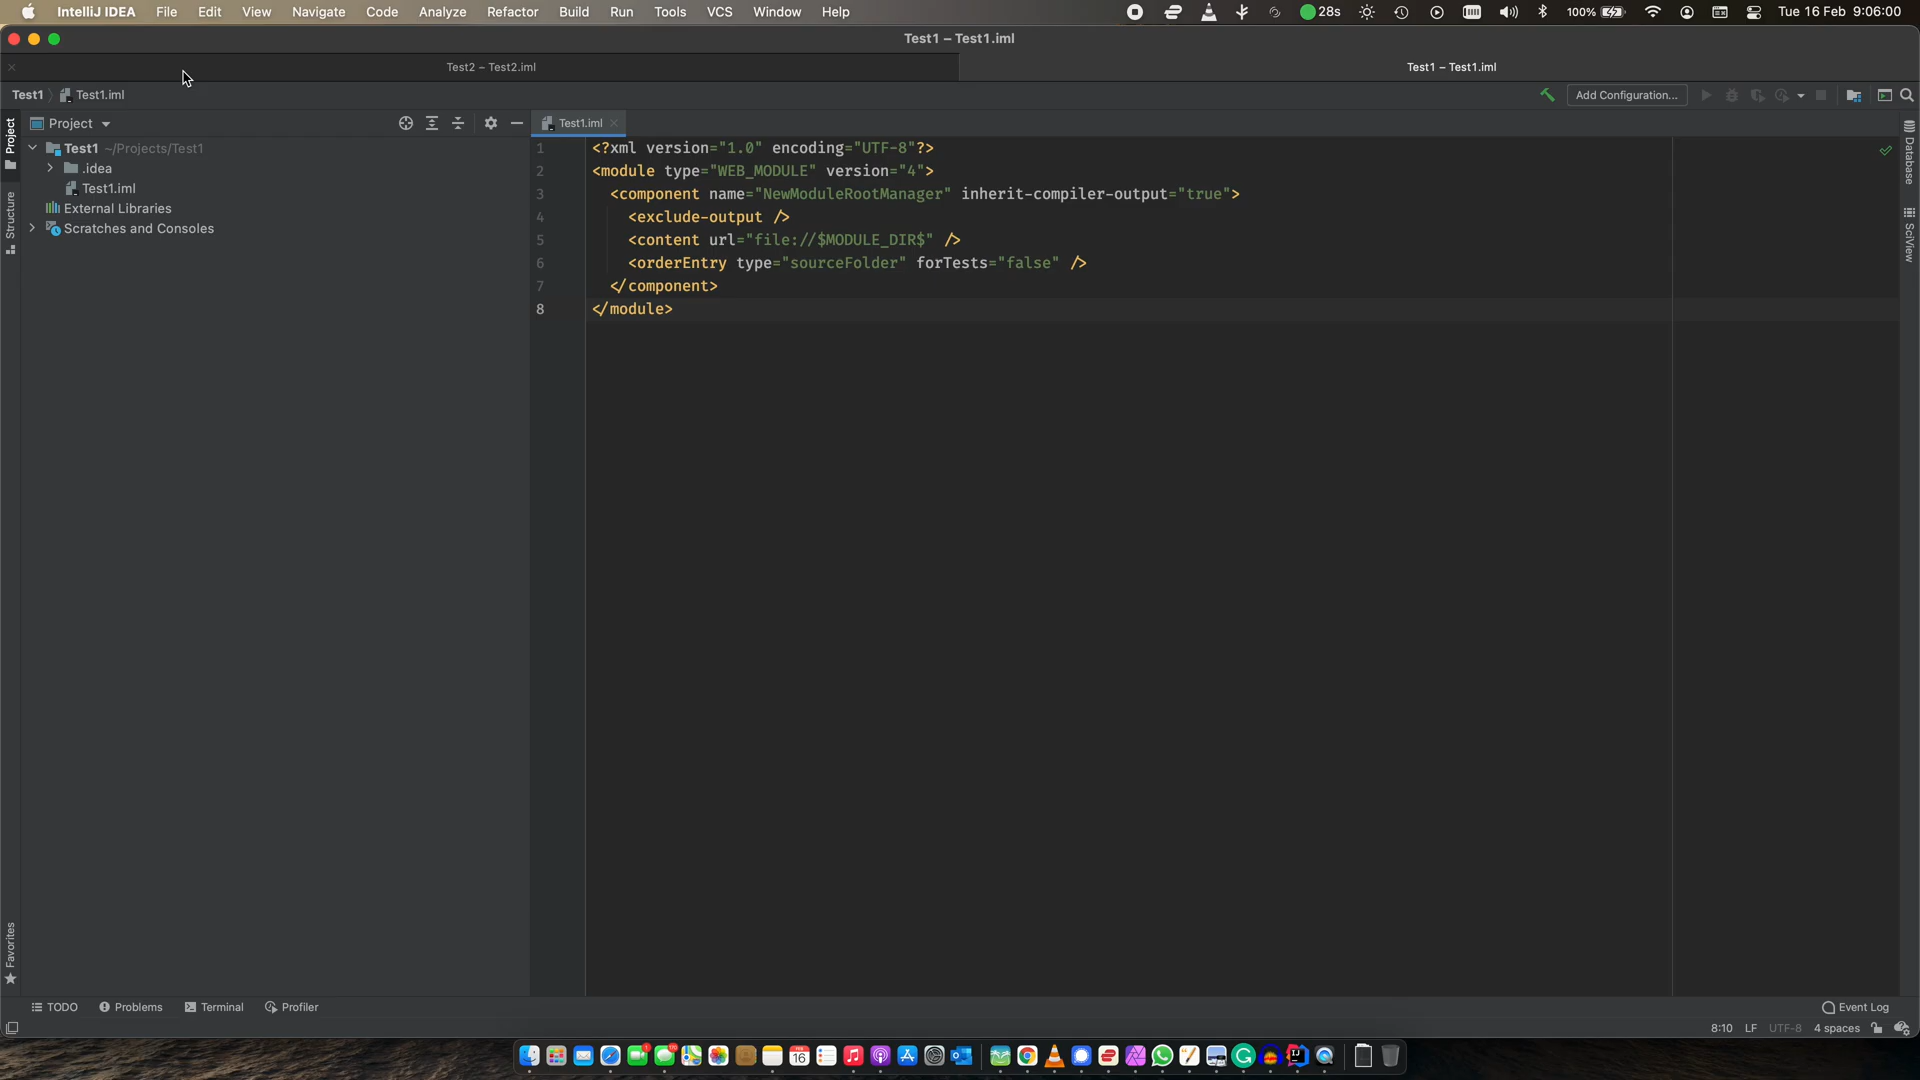 IntelliJ IDEA File Edit View Navigate Code Analyze Refactor Build Run Tools VCS Window Help 28s 100% Tue 16 Feb 9:06:00
Test1 – Test1.iml
Test2 – Test2.iml Test1 – Test1.iml
Test1 Test1.iml Add Configuration...
Project Test1.iml
Project
Structure
Favorites
Test1 ~/Projects/Test1
.idea
Test1.iml
External Libraries
Scratches and Consoles
1 <?xml version="1.0" encoding="UTF-8"?>
2 <module type="WEB_MODULE" version="4">
3 <component name="NewModuleRootManager" inherit-compiler-output="true">
4 <exclude-output />
5 <content url="file://$MODULE_DIR$" />
6 <orderEntry type="sourceFolder" forTests="false" />
7 </component>
8 </module>
Database
SciView
TODO Problems Terminal Profiler Event Log
8:10 LF UTF-8 4 spaces